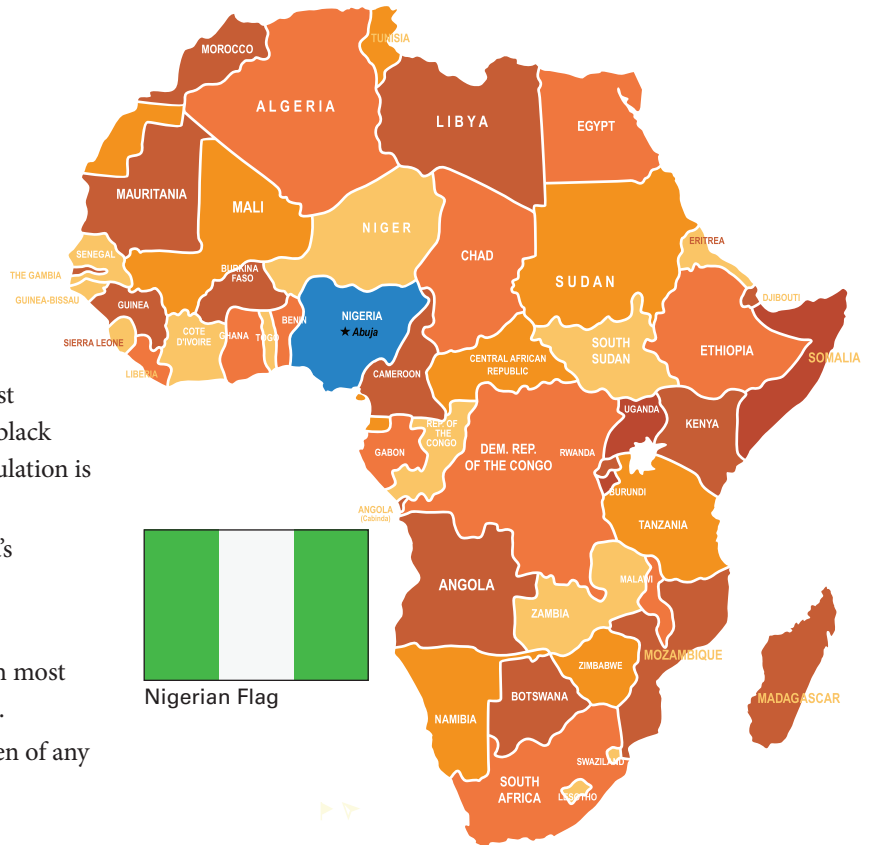 MOROCCO
TUNISIA
ALGERIA
LIBYA
EGYPT
MAURITANIA
MALI
NIGER
CHAD
SUDAN
ERITREA
SENEGAL
THE GAMBIA
GUINEA-BISSAU
GUINEA
BURKINA
FASO
BENIN
NIGERIA
★ Abuja
DJIBOUTI
SIERRA LEONE
COTE
D'IVOIRE
GHANA
TOGO
LIBERIA
CAMEROON
CENTRAL AFRICAN
REPUBLIC
SOUTH
SUDAN
ETHIOPIA
SOMALIA
UGANDA
KENYA
REP. OF
THE
CONGO
GABON
DEM. REP.
OF THE CONGO
RWANDA
BURUNDI
TANZANIA
ANGOLA
(Cabinda)
ANGOLA
MALAWI
ZAMBIA
MOZAMBIQUE
ZIMBABWE
MADAGASCAR
BOTSWANA
NAMIBIA
SWAZILAND
SOUTH
AFRICA
LESOTHO
st
black
ulation is
's
n most
.
en of any
Nigerian Flag